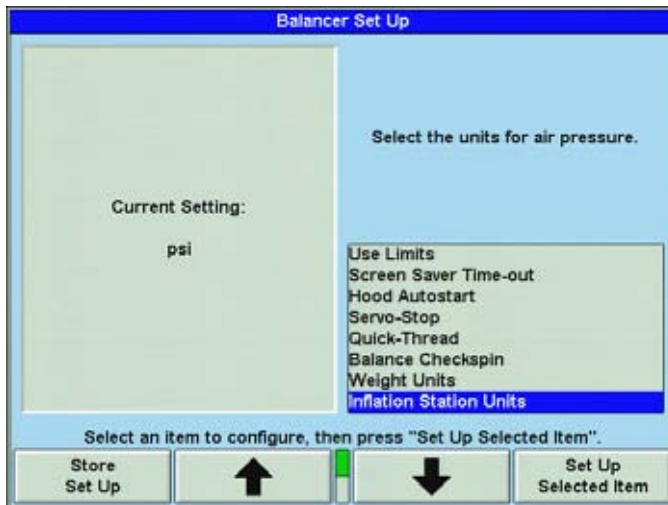 Balancer Set Up
Select the units for air pressure.
Current Setting:
psi
Use Limits
Screen Saver Time-out
Hood Autostart
Servo-Stop
Quick-Thread
Balance Checkspin
Weight Units
Inflation Station Units
Select an item to configure, then press "Set Up Selected Item".
Store
Set Up
Set Up
Selected Item